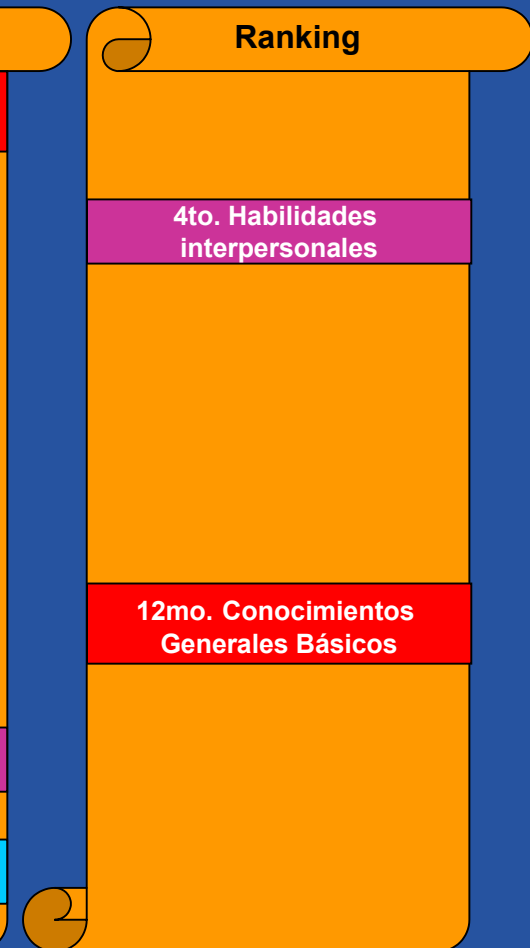 Ranking
4to. Habilidades
interpersonales
12mo. Conocimientos
Generales Básicos